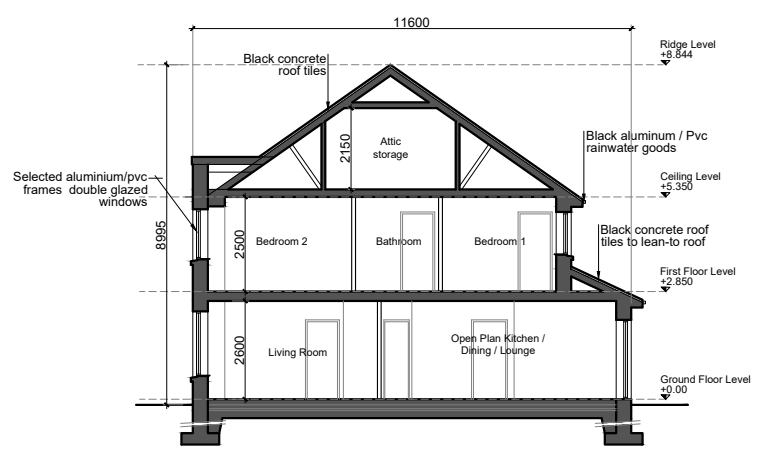 11600
Ridge Level
+8.844
Black concrete
roof tiles
Attic
storage
2150
Black aluminum / Pvc
rainwater goods
Selected aluminium/pvc
frames double glazed
windows
Ceiling Level
+5.350
8995
2500
Bedroom 2
Bathroom
Bedroom 1
Black concrete roof
tiles to lean-to roof
First Floor Level
+2.850
2600
Living Room
Open Plan Kitchen /
Dining / Lounge
Ground Floor Level
+0.00